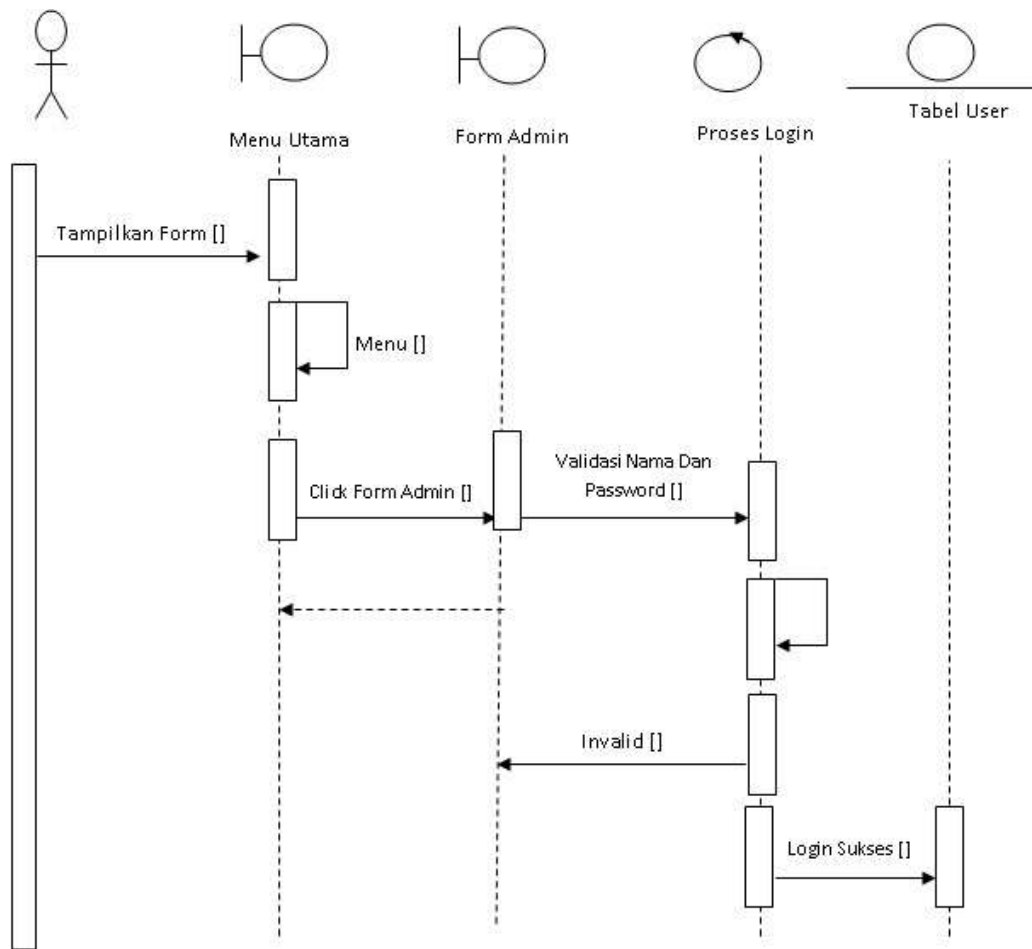 Tabel User
Menu Utama
Form Admin
Proses Login
Tampilkan Form []
Menu []
Validasi Nama Dan
Password []
Click Form Admin []
Invalid []
Login Sukses []